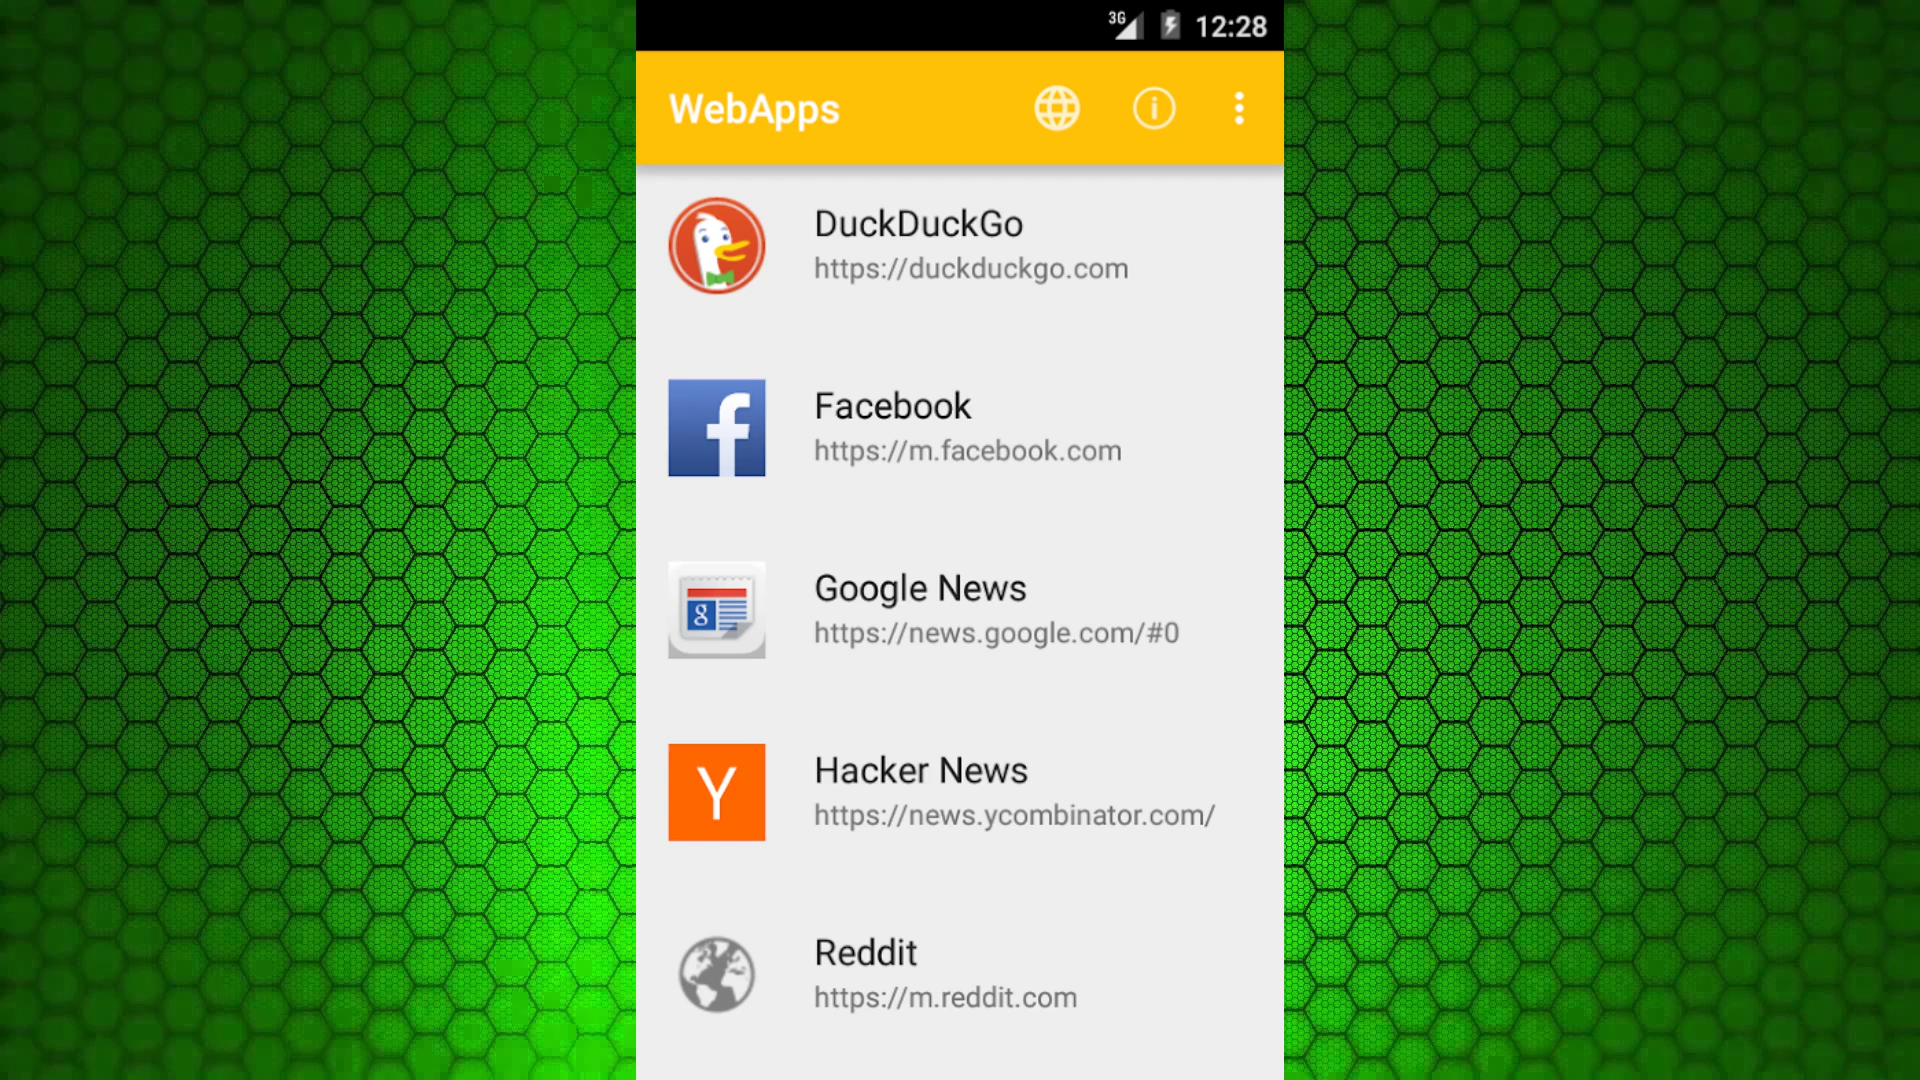 3G 12:28
WebApps
DuckDuckGo
https://duckduckgo.com
f
Facebook
https://m.facebook.com
g
Google News
https://news.google.com/#0
Y
Hacker News
https://news.ycombinator.com/
Reddit
https://m.reddit.com